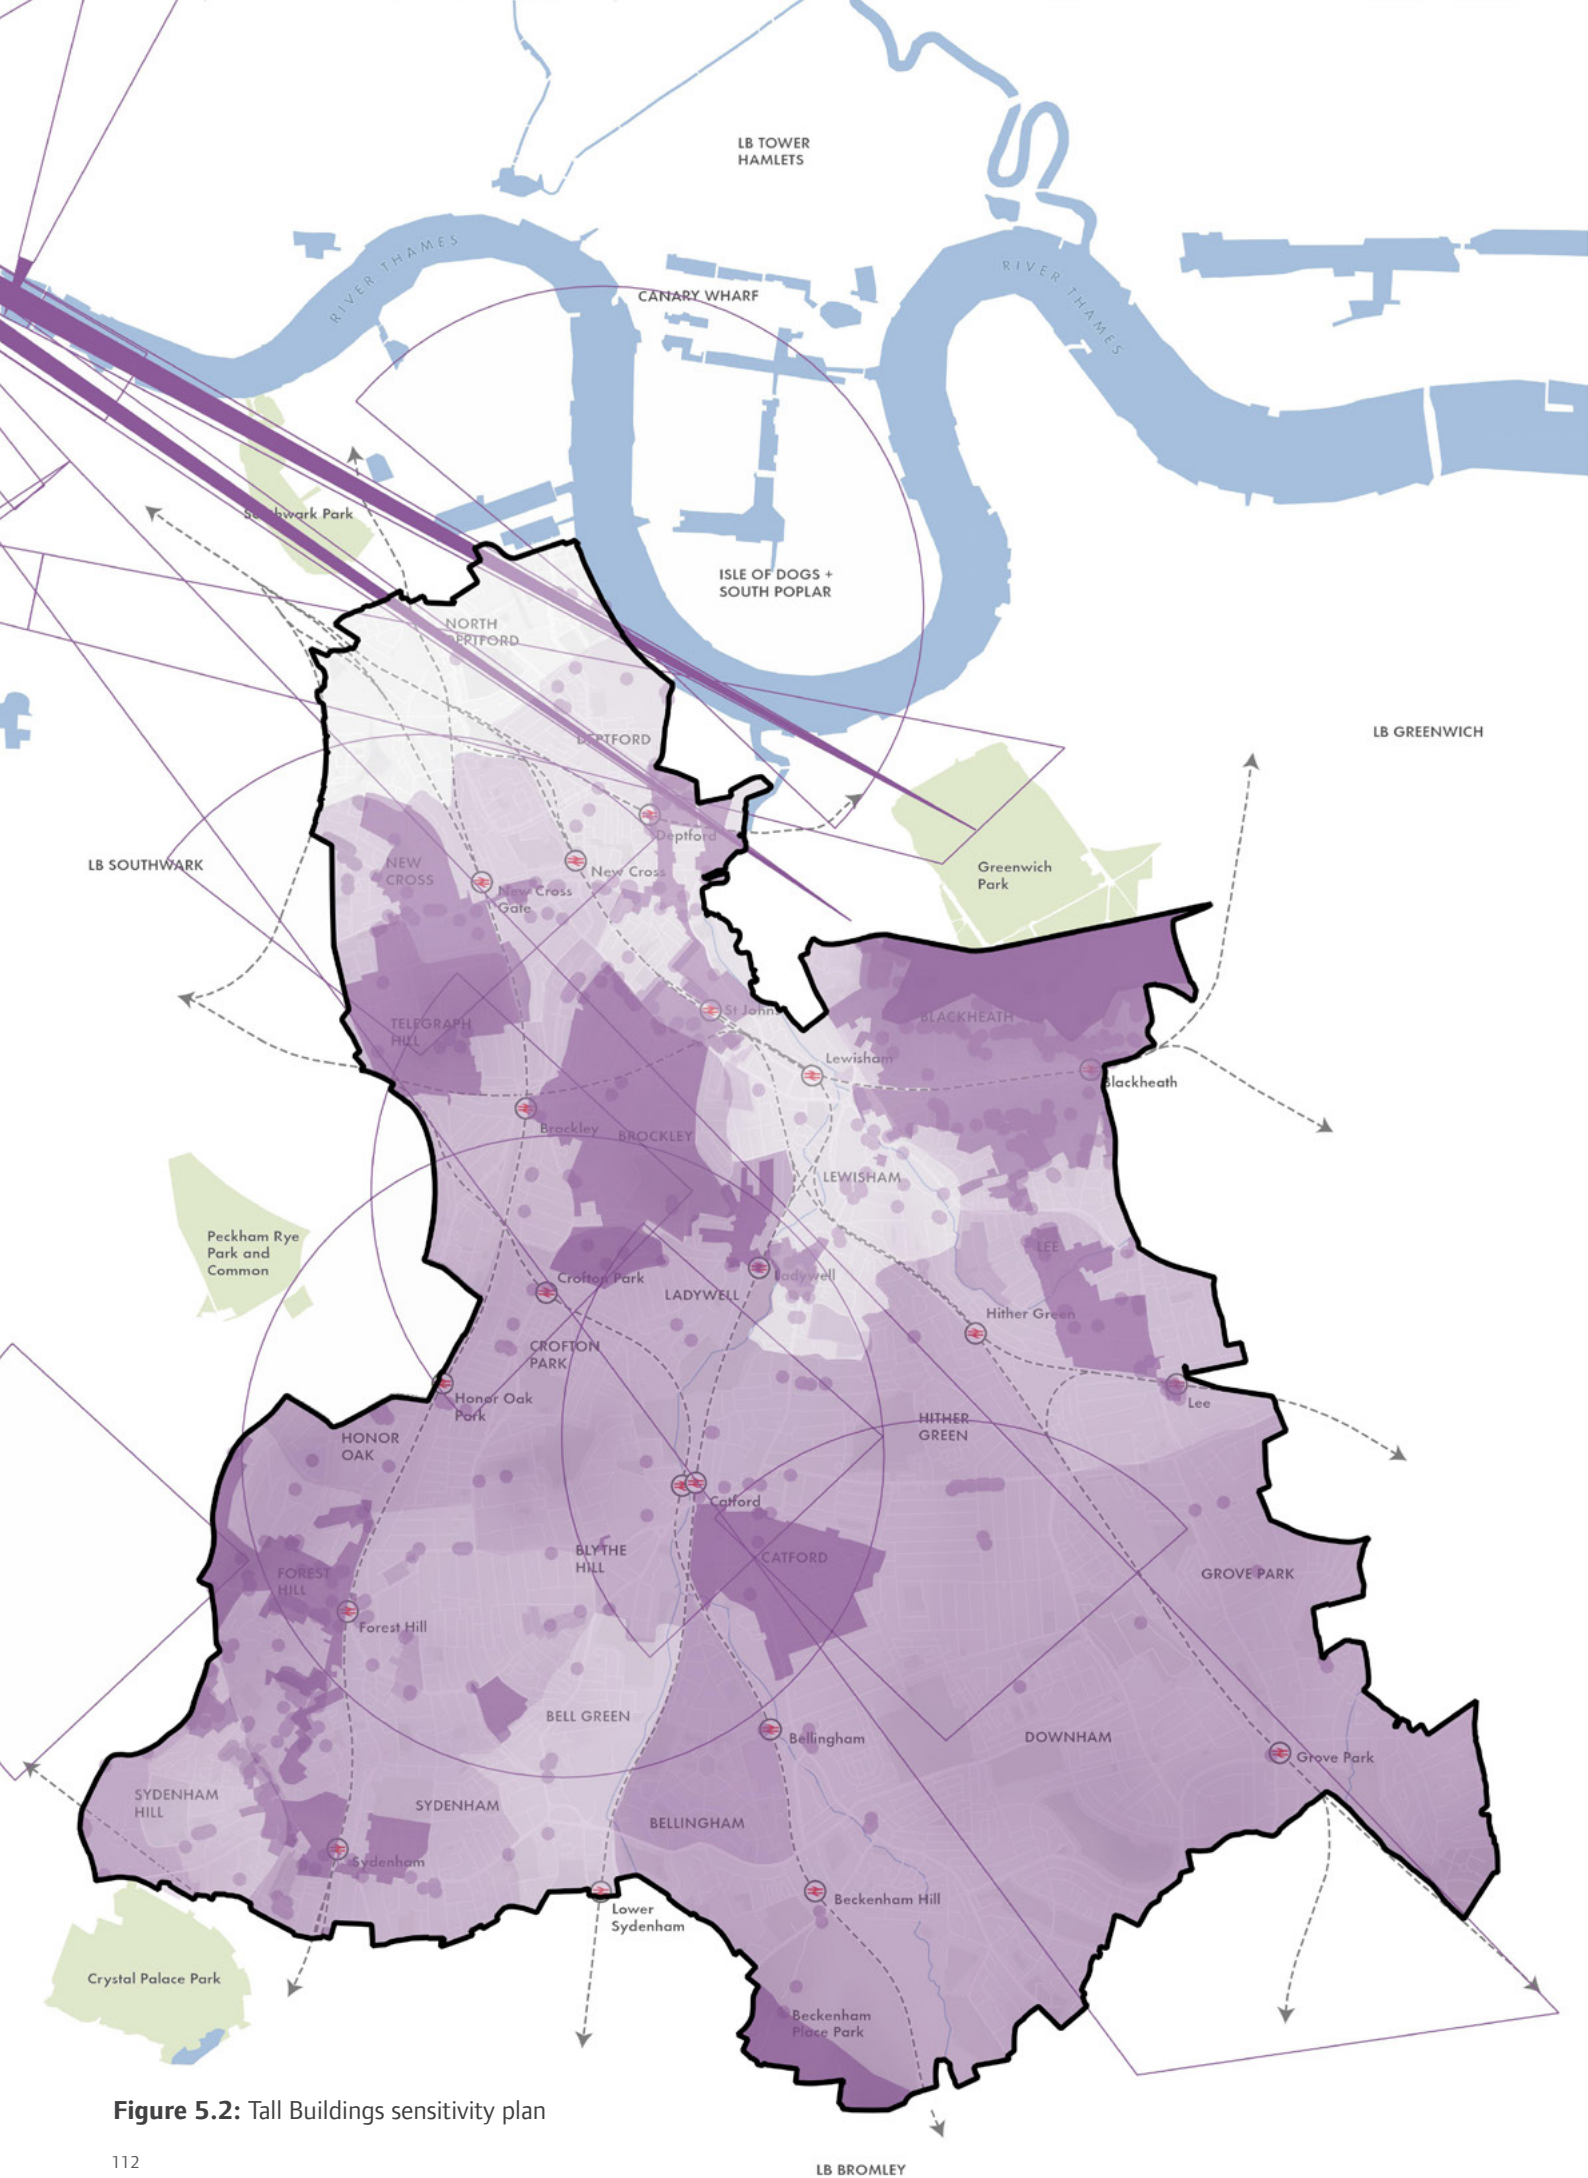 LB TOWER
HAMLETS
RIVER THAMES
RIVER THAMES
CANARY WHARF
Southwark Park
ISLE OF DOGS +
SOUTH POPLAR
NORTH
DEPTFORD
LB GREENWICH
DEPTFORD
Deptford
LB SOUTHWARK
NEW
CROSS
New Cross
New Cross
Gate
Greenwich
Park
TELEGRAPH
HILL
St Johns
BLACKHEATH
Lewisham
Blackheath
Brockley
BROCKLEY
LEWISHAM
Peckham Rye
Park and
Common
LEE
Crofton Park
Ladywell
LADYWELL
Hither Green
CROFTON
PARK
Honor Oak
Park
Lee
HONOR
OAK
HITHER
GREEN
Catford
BLYTHE
HILL
CATFORD
FOREST
HILL
GROVE PARK
Forest Hill
BELL GREEN
Bellingham
DOWNHAM
Grove Park
SYDENHAM
HILL
SYDENHAM
BELLINGHAM
Sydenham
Beckenham Hill
Lower
Sydenham
Crystal Palace Park
Beckenham
Place Park
Figure 5.2: Tall Buildings sensitivity plan
112
LB BROMLEY